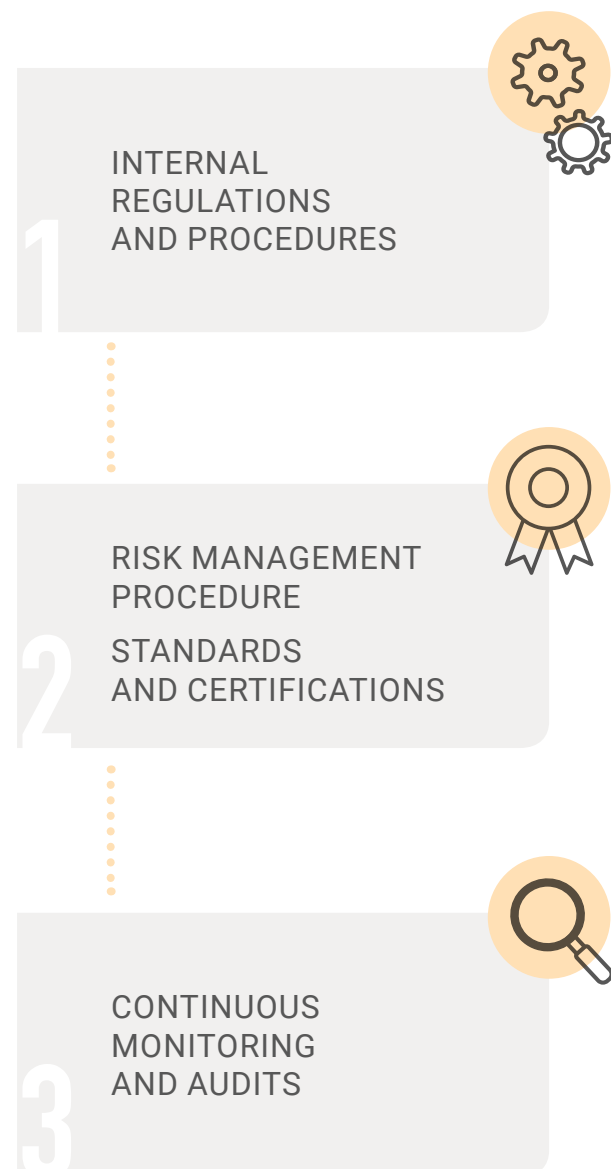 1
INTERNAL
REGULATIONS
AND PROCEDURES
2
RISK MANAGEMENT
PROCEDURE
STANDARDS
AND CERTIFICATIONS
3
CONTINUOUS
MONITORING
AND AUDITS